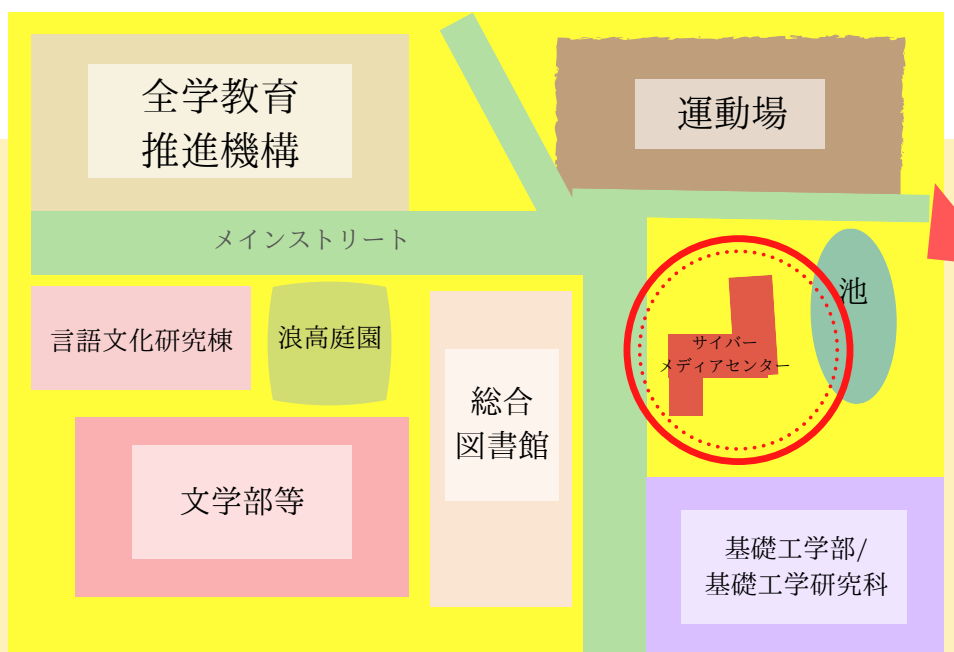 全学教育
推進機構
運動場
メインストリート
池
言語文化研究棟
浪高庭園
サイバー
メディアセンター
総合
図書館
文学部等
基礎工学部/
基礎工学研究科